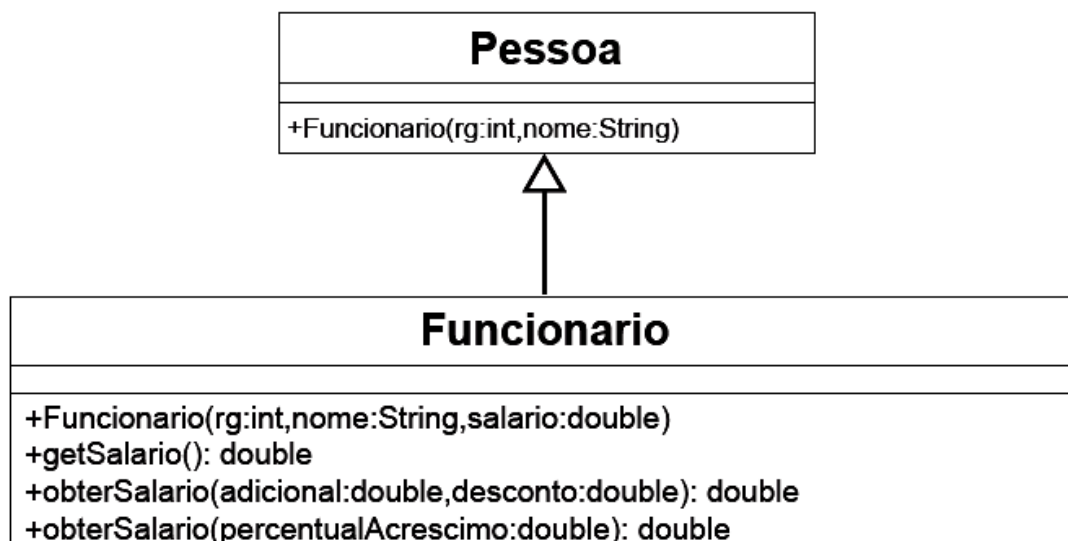 Pessoa
+Funcionario(rg:int,nome:String)
Funcionario
+Funcionario(rg:int,nome:String,salario:double)
+getSalario(): double
+obterSalario(adicional:double,desconto:double): double
+obterSalario(percentualAcrescimo:double): double